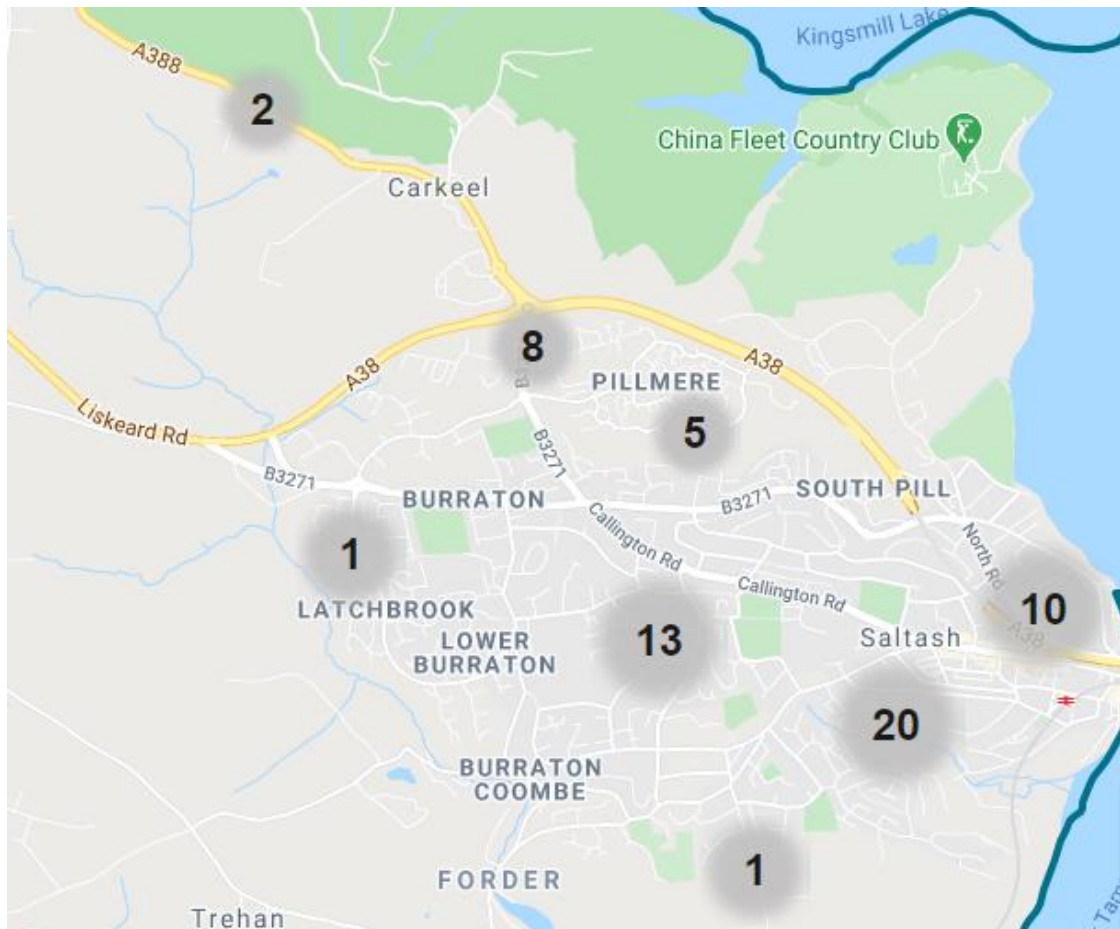 Kingsmill Lake
A388
2
China Fleet Country Club
Carkeel
8
A38
A38
PILLMERE
5
Liskeard Rd
B3271
B3271
BURRATON
B3271
SOUTH PILL
Callington Rd
North Rd
1
Callington Rd
LATCHBROOK
10
A38
13
Saltash
LOWER
BURRATON
20
BURRATON
COOMBE
1
FORDER
Trehan